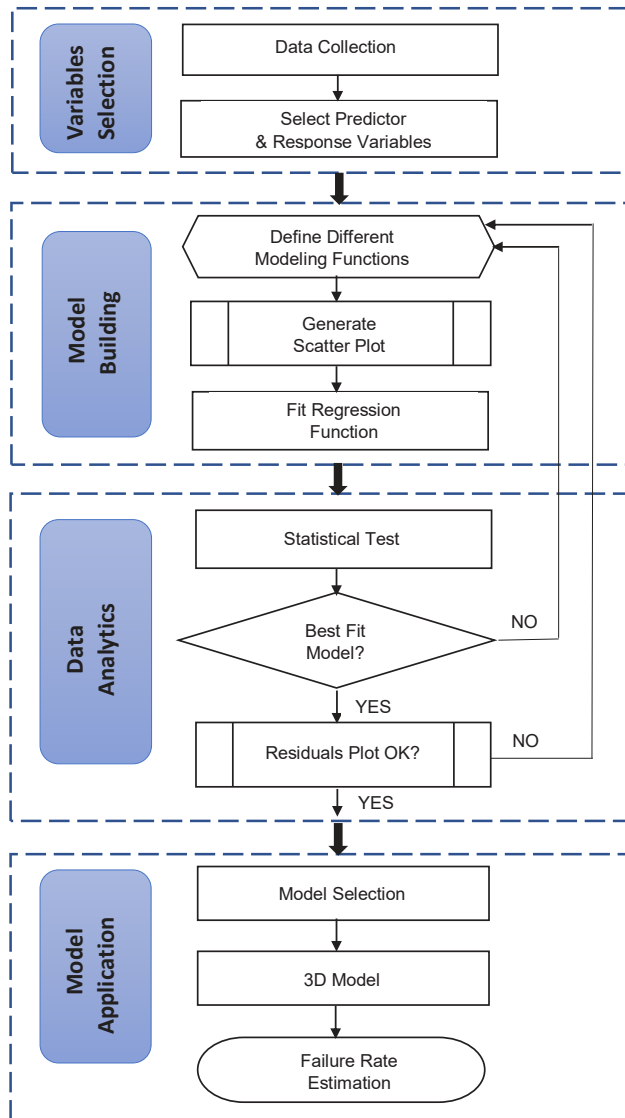 Variables
Selection
Data Collection
Select Predictor
& Response Variables
Model
Building
Define Different
Modeling Functions
Generate
Scatter Plot
Fit Regression
Function
Data
Analytics
Statistical Test
Best Fit
Model?
NO
YES
Residuals Plot OK?
NO
YES
Model
Application
Model Selection
3D Model
Failure Rate
Estimation